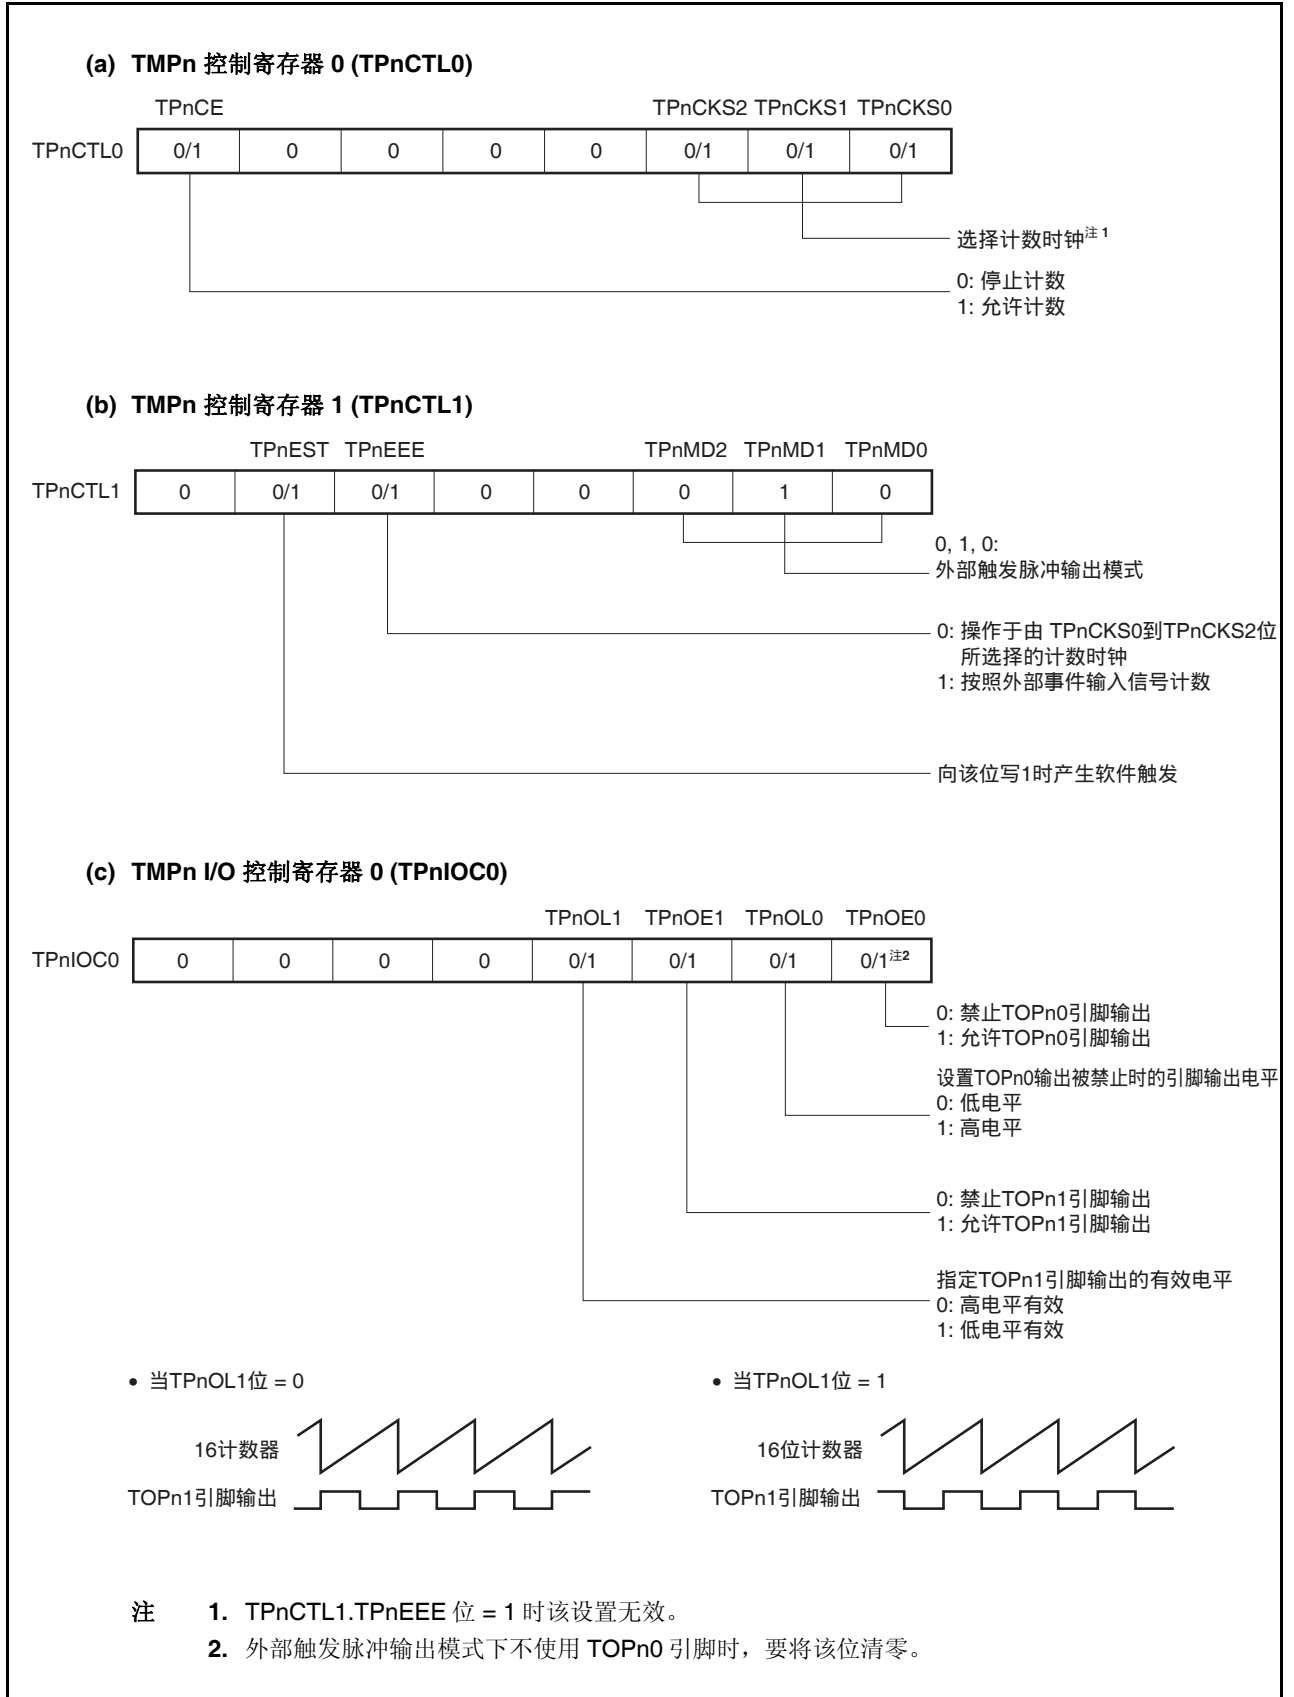 (a) TMPn 控制寄存器 0 (TPnCTL0)
TPnCE TPnCKS2 TPnCKS1 TPnCKS0
TPnCTL0 0/1 0 0 0 0 0/1 0/1 0/1
选择计数时钟注 1
0: 停止计数
1: 允许计数
(b) TMPn 控制寄存器 1 (TPnCTL1)
TPnEST TPnEEE TPnMD2 TPnMD1 TPnMD0
TPnCTL1 0 0/1 0/1 0 0 0 1 0
0, 1, 0:
外部触发脉冲输出模式
0: 操作于由 TPnCKS0到TPnCKS2位
所选择的计数时钟
1: 按照外部事件输入信号计数
向该位写1时产生软件触发
(c) TMPn I/O 控制寄存器 0 (TPnIOC0)
TPnOL1 TPnOE1 TPnOL0 TPnOE0
TPnIOC0 0 0 0 0 0/1 0/1 0/1 0/1注2
0: 禁止TOPn0引脚输出
1: 允许TOPn0引脚输出
设置TOPn0输出被禁止时的引脚输出电平
0: 低电平
1: 高电平
0: 禁止TOPn1引脚输出
1: 允许TOPn1引脚输出
指定TOPn1引脚输出的有效电平
0: 高电平有效
1: 低电平有效
• 当TPnOL1位 = 0
16计数器
TOPn1引脚输出
• 当TPnOL1位 = 1
16位计数器
TOPn1引脚输出
注 1. TPnCTL1.TPnEEE 位 = 1 时该设置无效。
2. 外部触发脉冲输出模式下不使用 TOPn0 引脚时，要将该位清零。